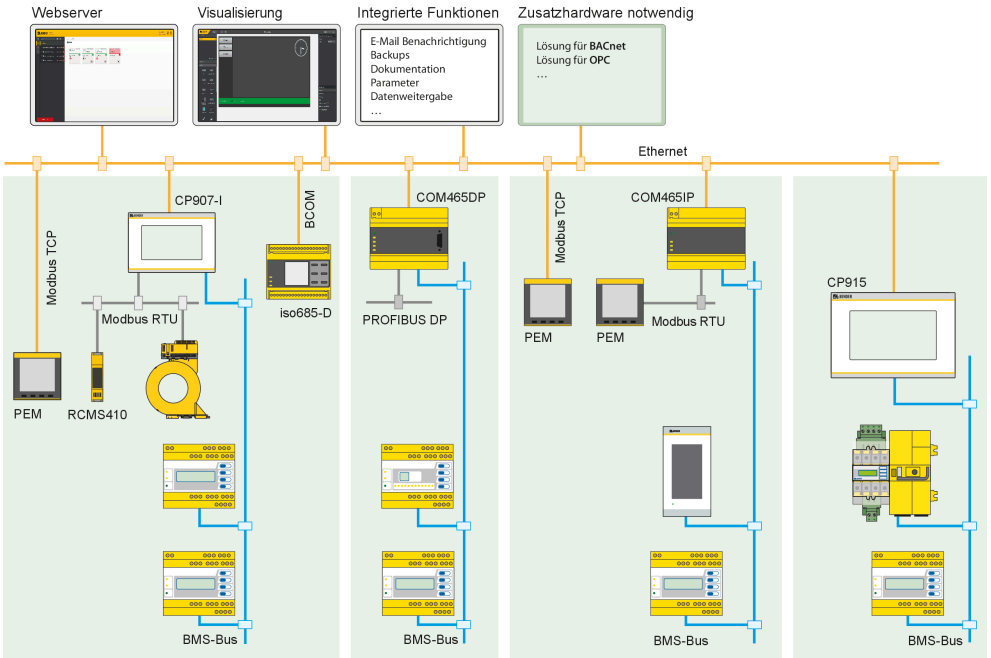 Webserver
Visualisierung
Integrierte Funktionen
Zusatzhardware notwendig
E-Mail Benachrichtigung
Backups
Dokumentation
Parameter
Datenweitergabe
...
Lösung für BACnet
Lösung für OPC
...
Ethernet
Modbus TCP
CP907-I
BCOM
COM465DP
Modbus TCP
COM465IP
CP915
iso685-D
Modbus RTU
PROFIBUS DP
Modbus RTU
PEM
PEM
PEM
RCMS410
BMS-Bus
BMS-Bus
BMS-Bus
BMS-Bus